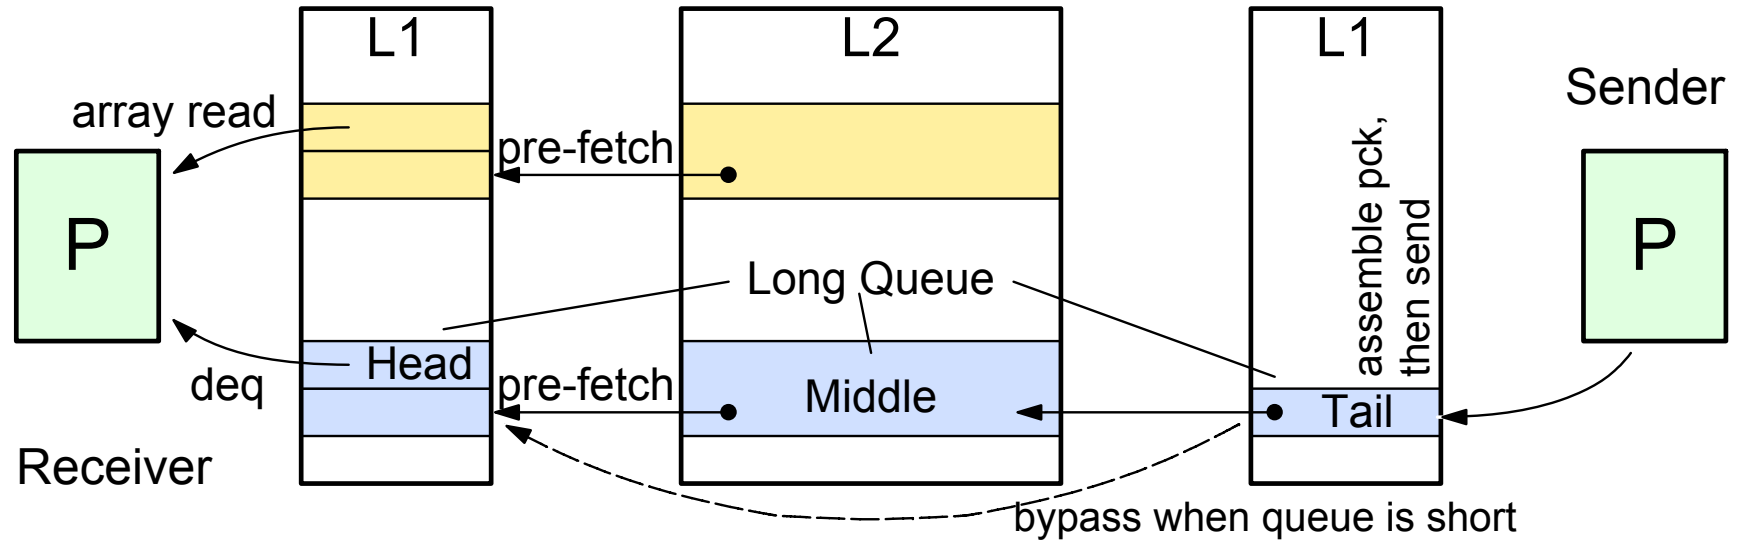 L1
L2
L1
Sender
array read
pre-fetch
assemble pck,
then send
P
P
Long Queue
Head
deq
pre-fetch
Middle
Tail
Receiver
bypass when queue is short